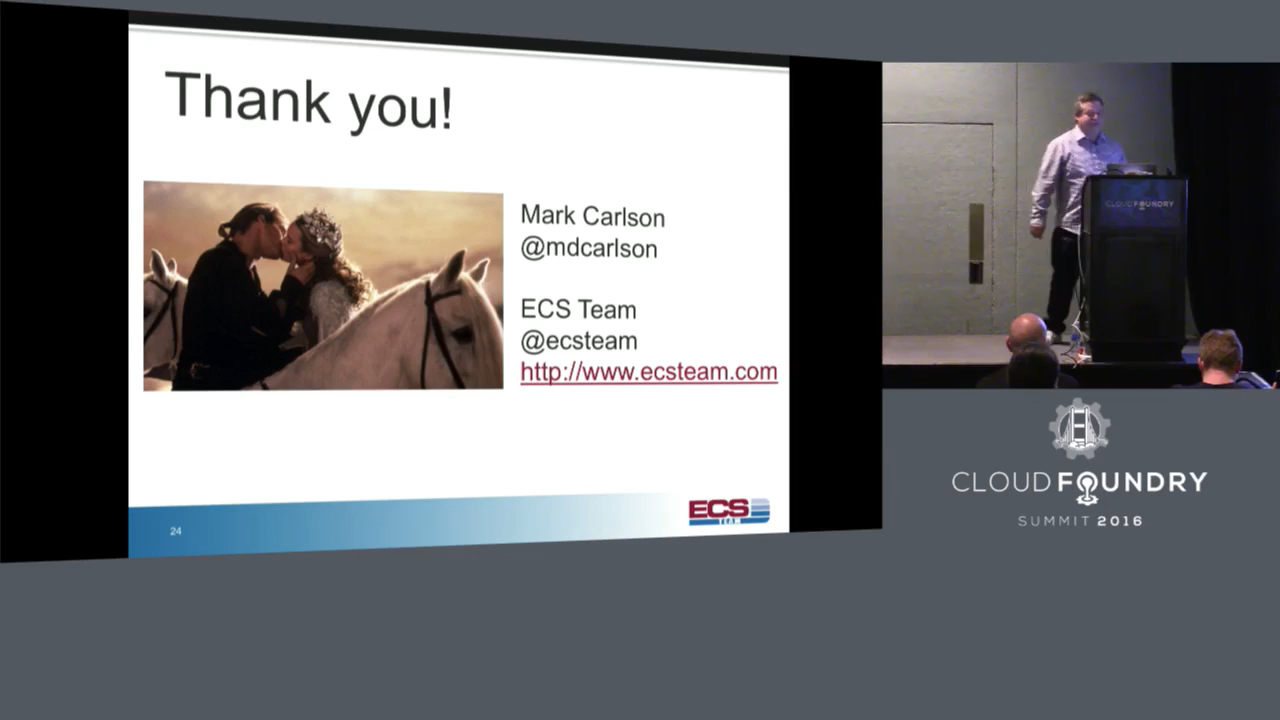 Thank you!
Mark Carlson
@mdcarlson
ECS Team
@ecsteam
http://www.ecsteam.com
24
ECS
TEAM
CLOUDFOUNDRY
CLOUD FOUNDRY
SUMMIT 2016